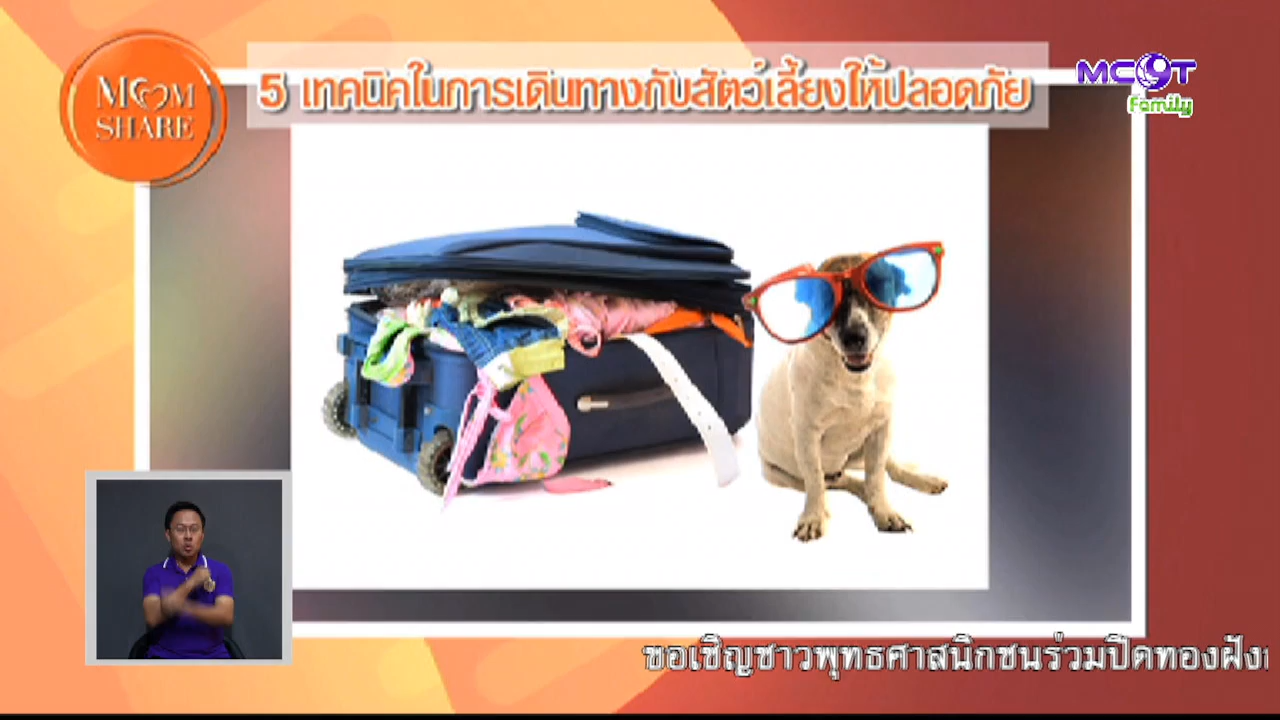 MOM
SHARE
5 เทคนิคในการเดินทางกับสัตว์เลี้ยงให้ปลอดภัย
MCOT
Family
ขอเชิญชาวพุทธศาสนิกชนร่วมปิดทองฝัง